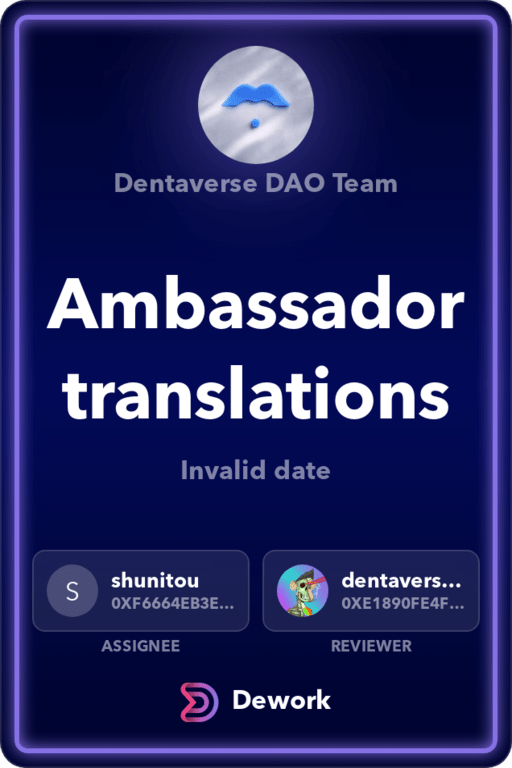 Dentaverse DAO Team
Ambassador
translations
Invalid date
S
shunitou
0XF6664EB3E...
ASSIGNEE
dentavers...
0XE1890FE4F...
REVIEWER
Dework